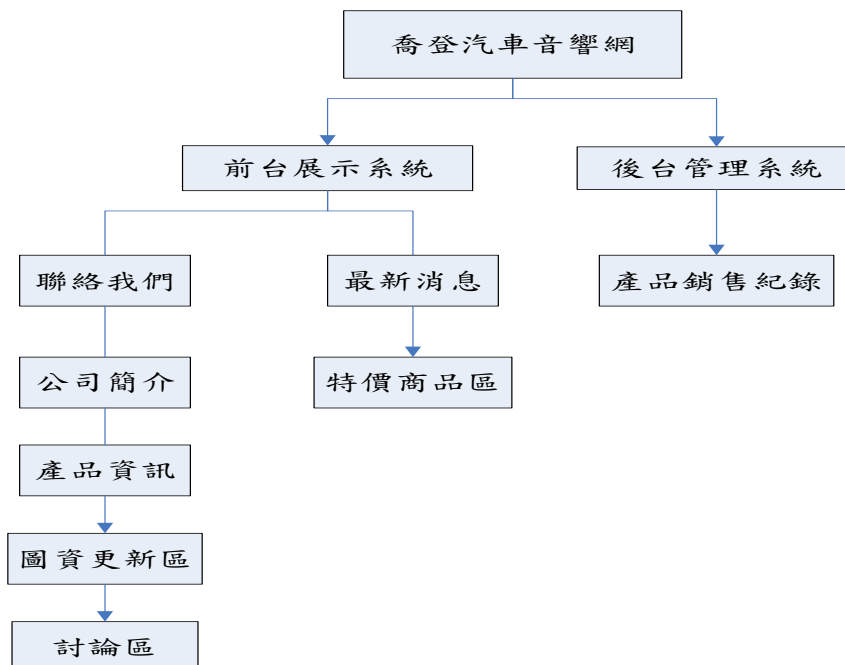 喬登汽車音響網
前台展示系統
後台管理系統
聯絡我們
最新消息
產品銷售紀錄
公司簡介
特價商品區
產品資訊
圖資更新區
討論區